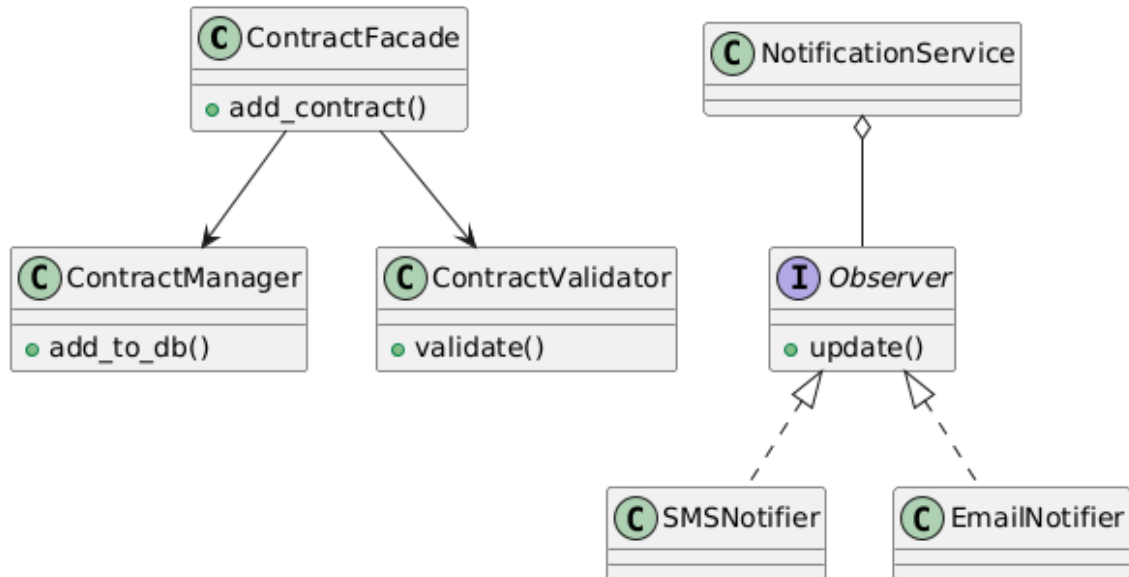 C ContractFacade
add_contract()
C NotificationService
C ContractManager
add_to_db()
C ContractValidator
validate()
I Observer
update()
C SMSNotifier
C EmailNotifier